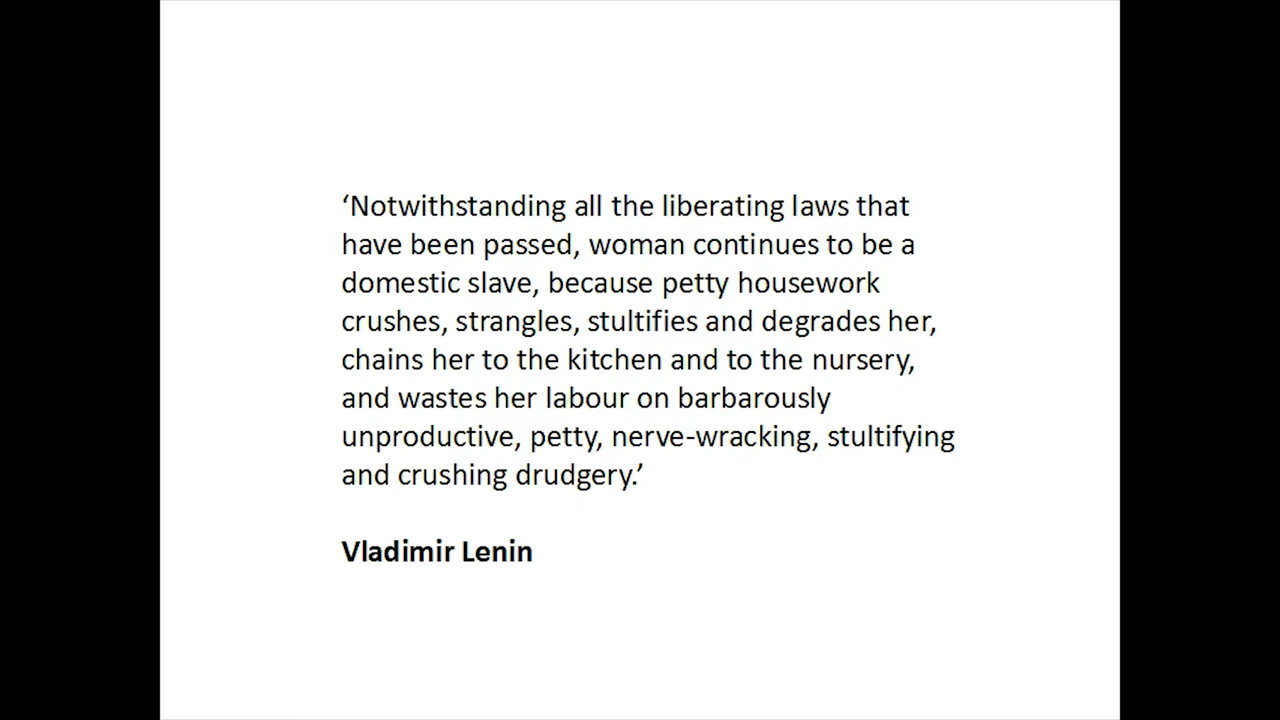 ‘Notwithstanding all the liberating laws that
have been passed, woman continues to be a
domestic slave, because petty housework
crushes, strangles, stultifies and degrades her,
chains her to the kitchen and to the nursery,
and wastes her labour on barbarously
unproductive, petty, nerve-wracking, stultifying
and crushing drudgery.’
Vladimir Lenin